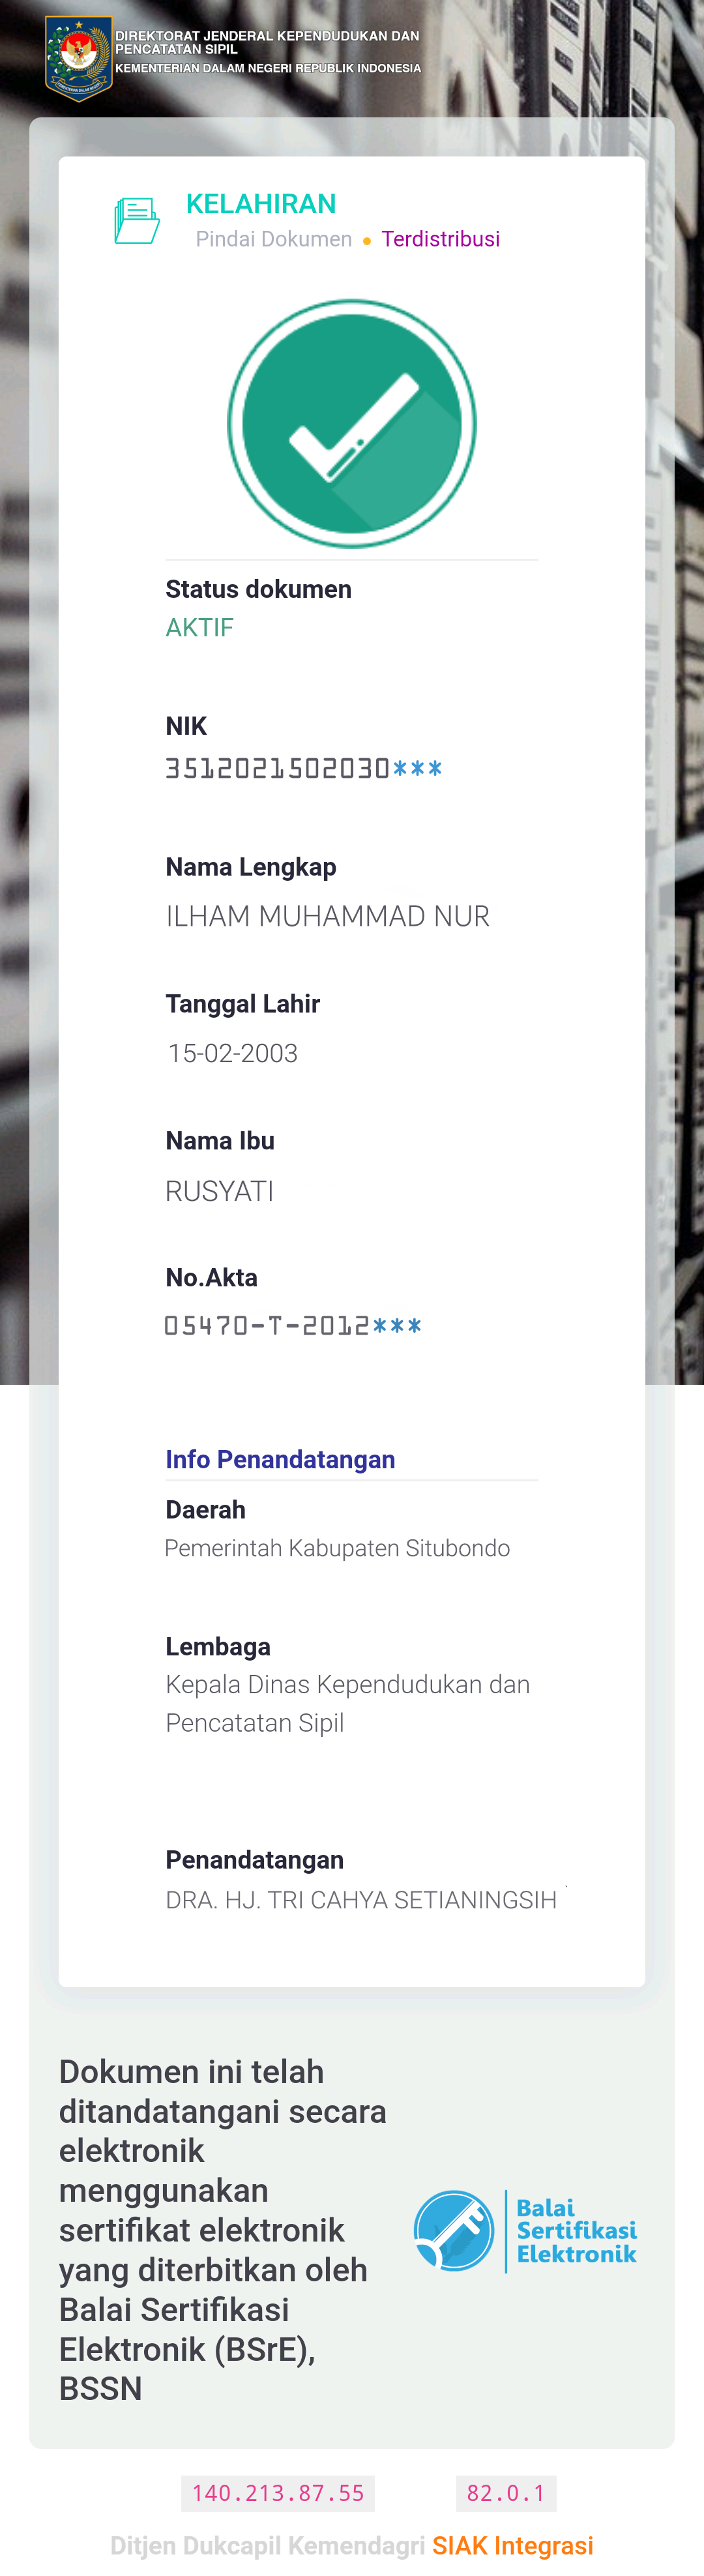 DIREKTORAT JENDERAL KEPENDUDUKAN DAN
PENCATATAN SIPIL
KEMENTERIAN DALAM NEGERI REPUBLIK INDONESIA
KEMENTERIAN DALAM NEGERI
KELAHIRAN
Pindai Dokumen • Terdistribusi
Status dokumen
AKTIF
NIK
3512021502030***
Nama Lengkap
ILHAM MUHAMMAD NUR
Tanggal Lahir
15-02-2003
Nama Ibu
RUSYATI
No.Akta
05470-T-2012***
Info Penandatangan
Daerah
Pemerintah Kabupaten Situbondo
Lembaga
Kepala Dinas Kependudukan dan
Pencatatan Sipil
Penandatangan
DRA. HJ. TRI CAHYA SETIANINGSIH
Dokumen ini telah
ditandatangani secara
elektronik
menggunakan
sertifikat elektronik
yang diterbitkan oleh
Balai Sertifikasi
Elektronik (BSrE),
BSSN
Balai
Sertifikasi
Elektronik
140.213.87.55 82.0.1
Ditjen Dukcapil Kemendagri SIAK Integrasi